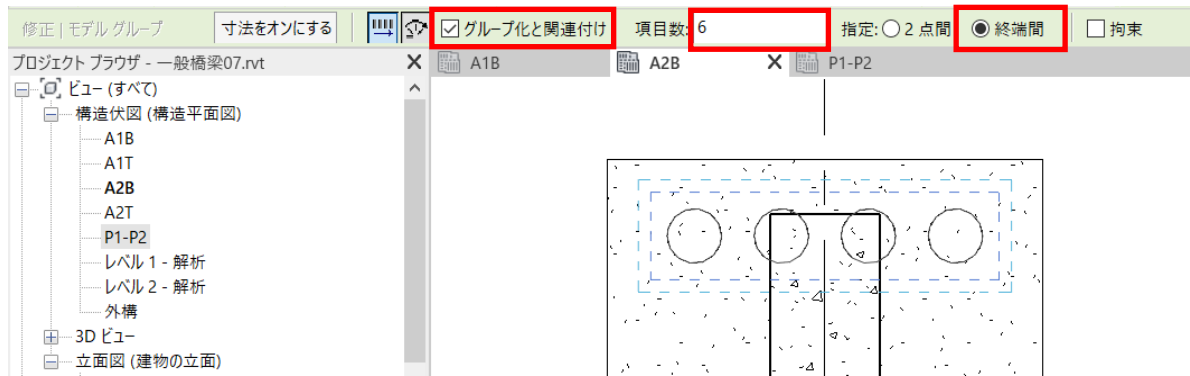 修正 | モデル グループ 寸法をオンにする グループ化と関連付け 項目数: 6 指定: 2 点間 終端間 拘束
プロジェクト ブラウザ - 一般橋梁07.rvt A1B A2B P1-P2
ビュー (すべて)
構造伏図 (構造平面図)
A1B
A1T
A2B
A2T
P1-P2
レベル 1 - 解析
レベル 2 - 解析
外構
3D ビュー
立面図 (建物の立面)